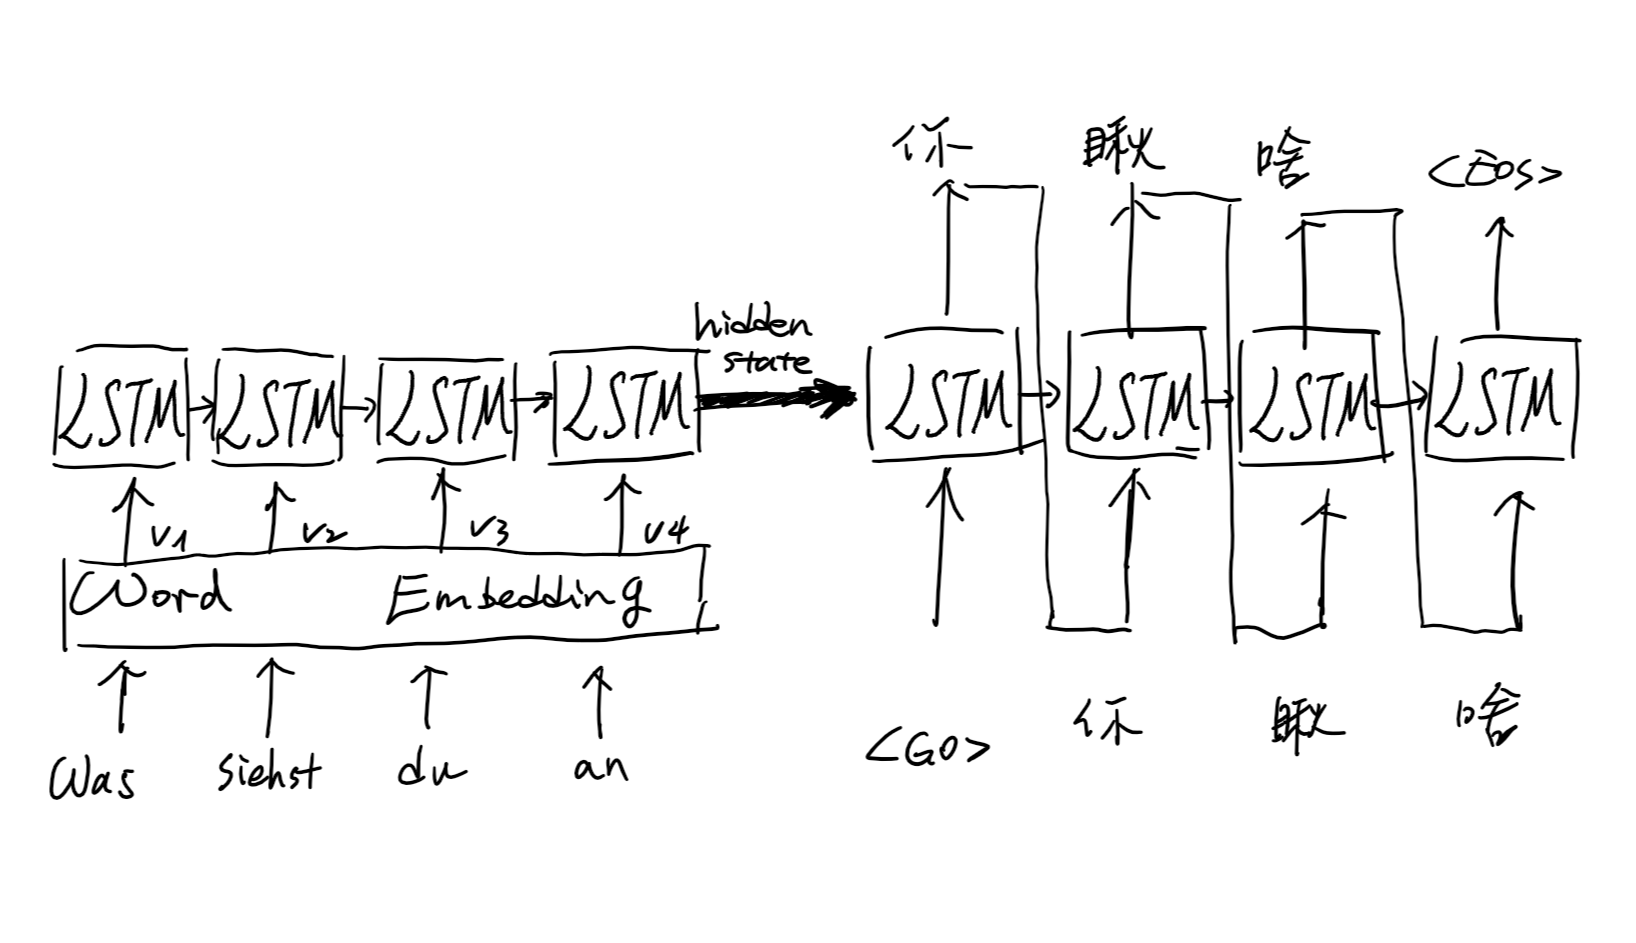 你 瞅 啥 <EOS>
hidden
state
LSTM LSTM LSTM LSTM LSTM LSTM LSTM LSTM
v1 v2 v3 v4
Word Embedding
Was siehst du an
<GO> 你 瞅 啥